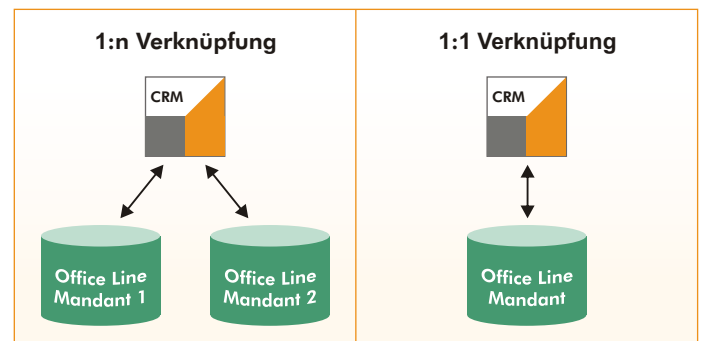 1:n Verknüpfung
CRM
Office Line
Mandant 1
Office Line
Mandant 2
1:1 Verknüpfung
CRM
Office Line
Mandant